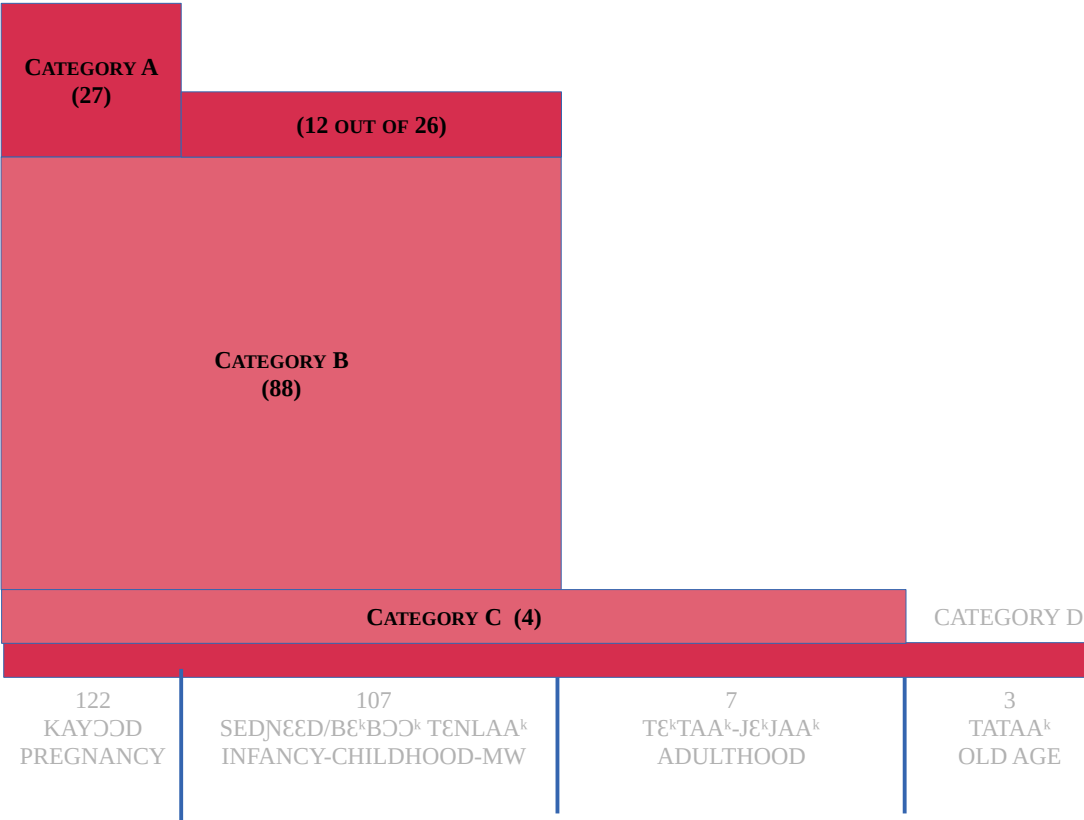 CATEGORY A
(27)
(12 OUT OF 26)
CATEGORY B
(88)
CATEGORY C (4)
CATEGORY D
122
KAYƆƆD
PREGNANCY
107
SEDɲƐƐD/BƐᵏBƆƆᵏ TƐNLAAᵏ
INFANCY-CHILDHOOD-MW
7
TƐᵏTAAᵏ-JƐᵏJAAᵏ
ADULTHOOD
3
TATAAᵏ
OLD AGE